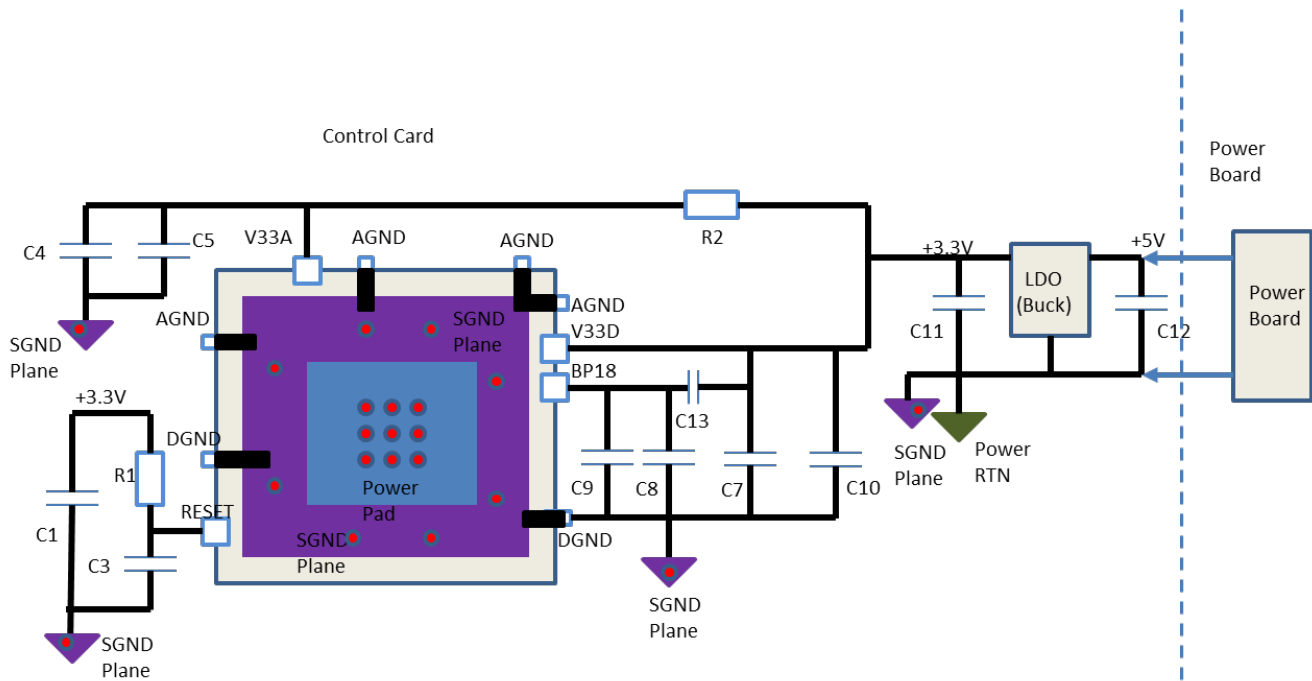 Control Card
Power
Board
C4
C5
V33A
AGND
AGND
R2
+3.3V
+5V
LDO
(Buck)
Power
Board
SGND
Plane
AGND
SGND
Plane
AGND
V33D
C11
C12
BP18
+3.3V
C13
SGND
Plane
Power
RTN
DGND
R1
C1
RESET
Power
Pad
C9
C8
C7
C10
C3
SGND
Plane
DGND
SGND
Plane
SGND
Plane